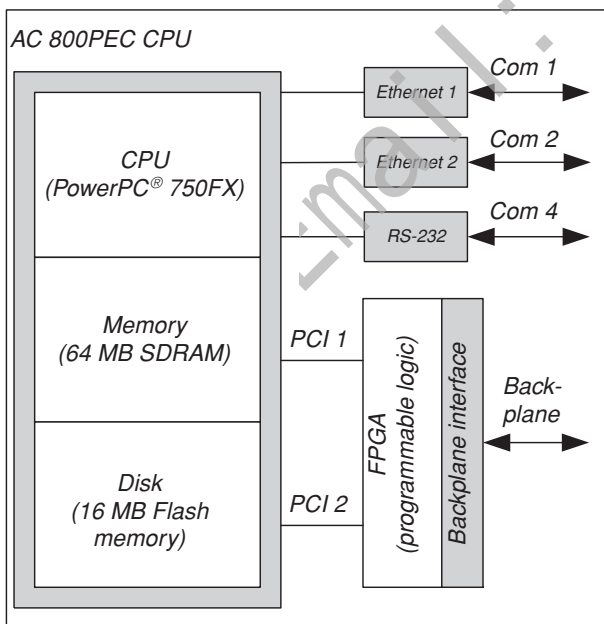 AC 800PEC CPU
CPU
(PowerPC® 750FX)
Memory
(64 MB SDRAM)
Disk
(16 MB Flash
memory)
Ethernet 1
Com 1
Ethernet 2
Com 2
RS-232
Com 4
PCI 1
PCI 2
FPGA
(programmable logic)
Backplane interface
Back-
plane
email: